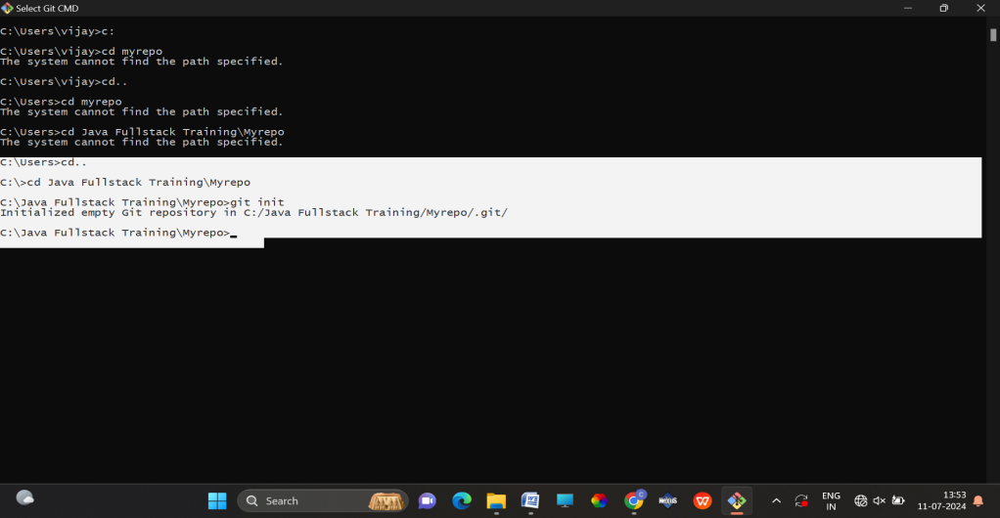 Select Git CMD
C:\Users\vijay>c:
C:\Users\vijay>cd myrepo
The system cannot find the path specified.
C:\Users\vijay>cd..
C:\Users>cd myrepo
The system cannot find the path specified.
C:\Users>cd Java Fullstack Training\Myrepo
The system cannot find the path specified.
C:\Users>cd..
C:\>cd Java Fullstack Training\Myrepo
C:\Java Fullstack Training\Myrepo>git init
Initialized empty Git repository in C:/Java Fullstack Training/Myrepo/.git/
C:\Java Fullstack Training\Myrepo>
Search
ENG
IN
13:53
11-07-2024